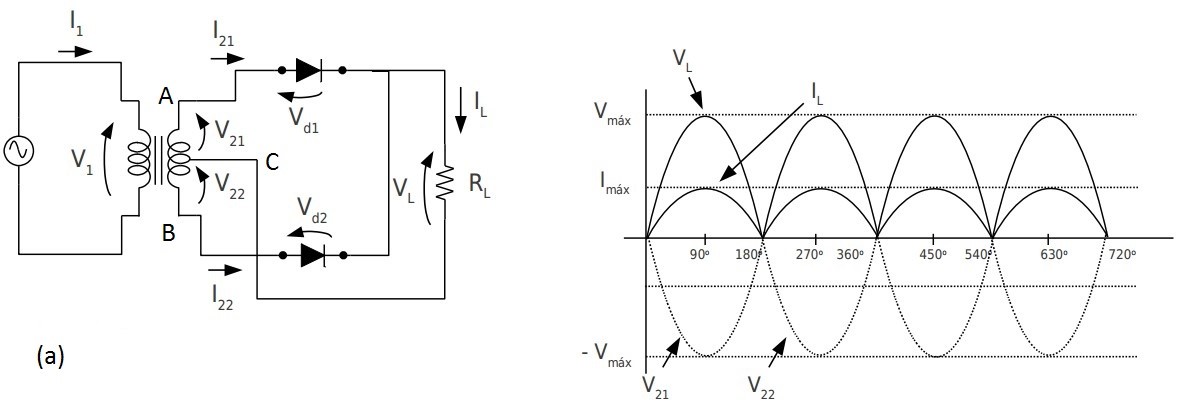 I1
I21
A
Vd1
IL
V1
V21
C
V22
VL
RL
B
Vd2
I22
(a)
VL
IL
Vmáx
Imáx
90º 180º 270º 360º 450º 540º 630º 720º
- Vmáx
V21
V22